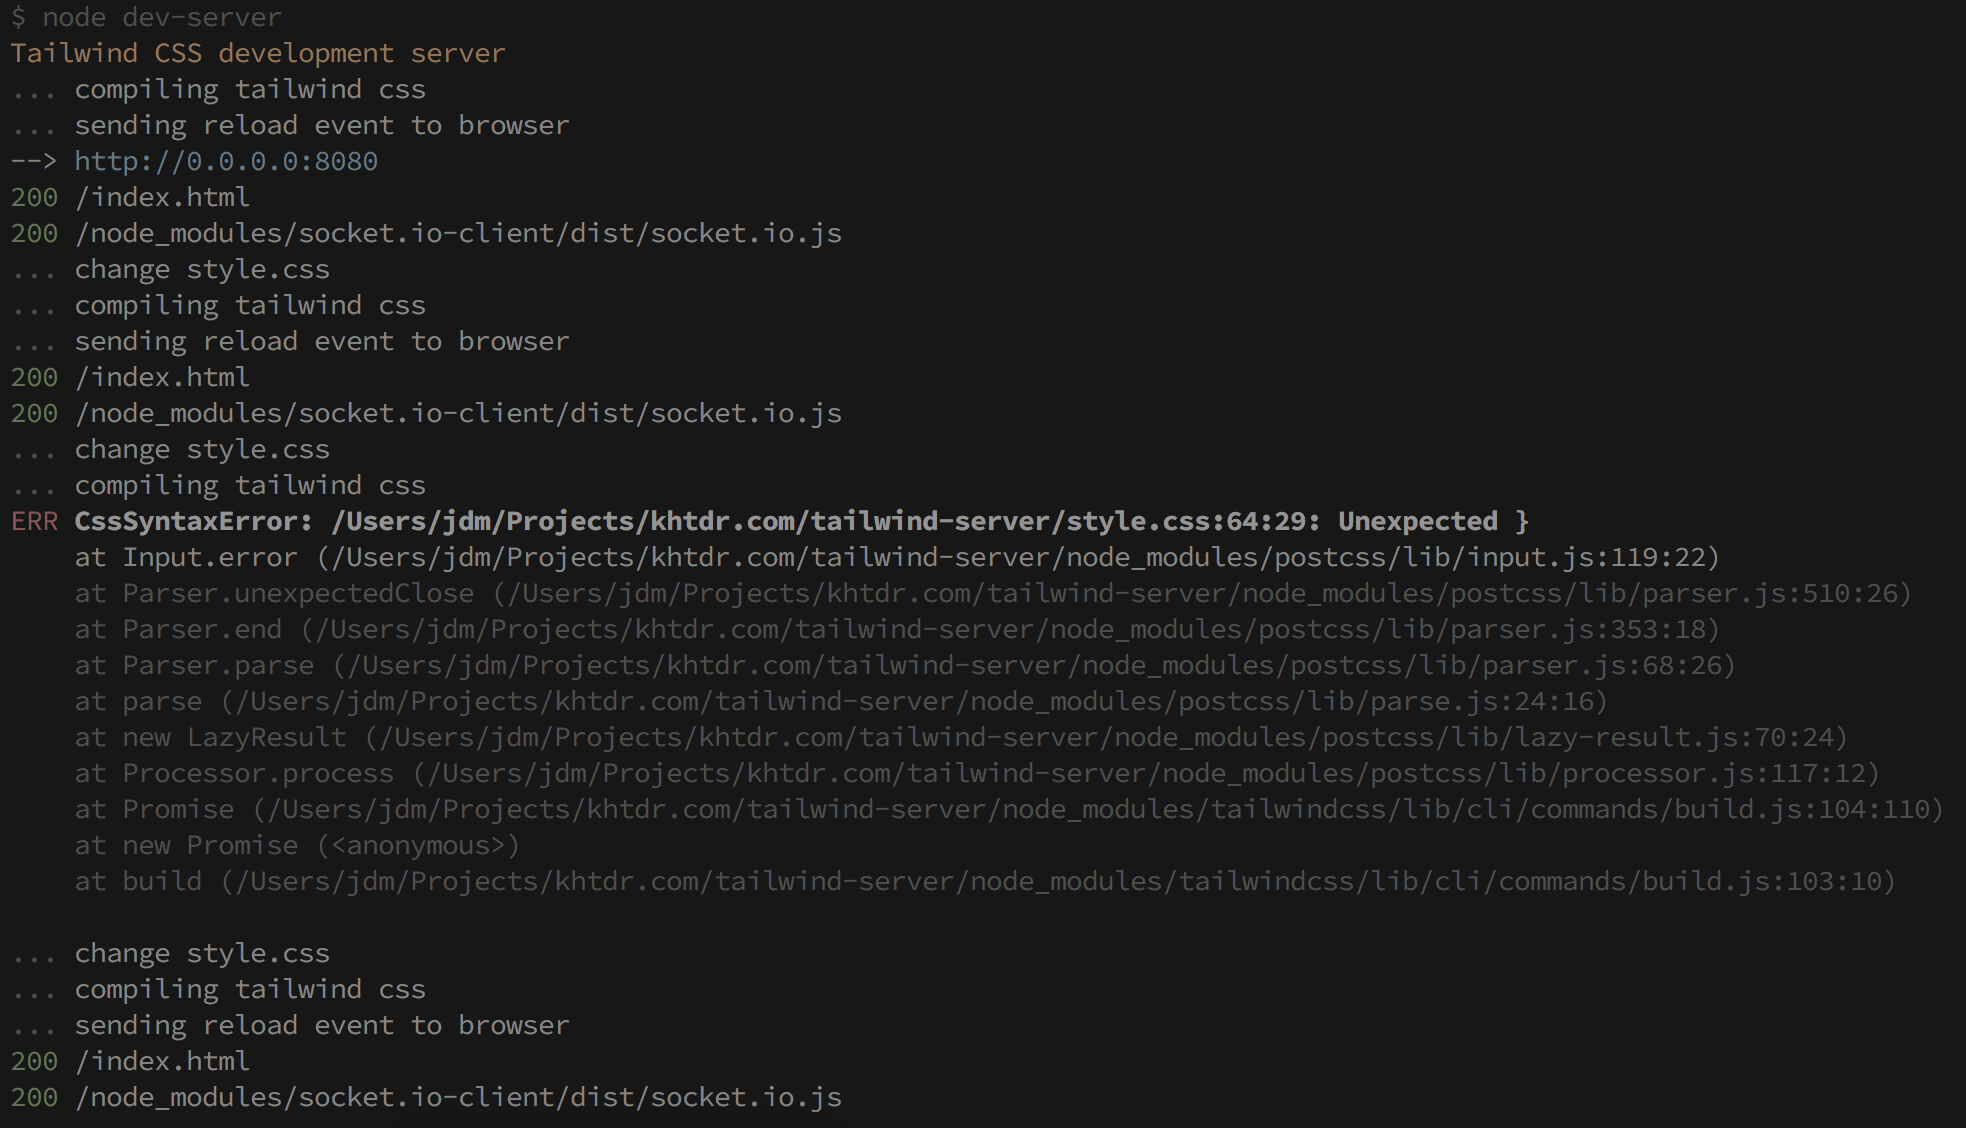 $ node dev-server
Tailwind CSS development server
... compiling tailwind css
... sending reload event to browser
--> http://0.0.0.0:8080
200 /index.html
200 /node_modules/socket.io-client/dist/socket.io.js
... change style.css
... compiling tailwind css
... sending reload event to browser
200 /index.html
200 /node_modules/socket.io-client/dist/socket.io.js
... change style.css
... compiling tailwind css
ERR CssSyntaxError: /Users/jdm/Projects/khtdr.com/tailwind-server/style.css:64:29: Unexpected }
    at Input.error (/Users/jdm/Projects/khtdr.com/tailwind-server/node_modules/postcss/lib/input.js:119:22)
    at Parser.unexpectedClose (/Users/jdm/Projects/khtdr.com/tailwind-server/node_modules/postcss/lib/parser.js:510:26)
    at Parser.end (/Users/jdm/Projects/khtdr.com/tailwind-server/node_modules/postcss/lib/parser.js:353:18)
    at Parser.parse (/Users/jdm/Projects/khtdr.com/tailwind-server/node_modules/postcss/lib/parser.js:68:26)
    at parse (/Users/jdm/Projects/khtdr.com/tailwind-server/node_modules/postcss/lib/parse.js:24:16)
    at new LazyResult (/Users/jdm/Projects/khtdr.com/tailwind-server/node_modules/postcss/lib/lazy-result.js:70:24)
    at Processor.process (/Users/jdm/Projects/khtdr.com/tailwind-server/node_modules/postcss/lib/processor.js:117:12)
    at Promise (/Users/jdm/Projects/khtdr.com/tailwind-server/node_modules/tailwindcss/lib/cli/commands/build.js:104:110)
    at new Promise (<anonymous>)
    at build (/Users/jdm/Projects/khtdr.com/tailwind-server/node_modules/tailwindcss/lib/cli/commands/build.js:103:10)
... change style.css
... compiling tailwind css
... sending reload event to browser
200 /index.html
200 /node_modules/socket.io-client/dist/socket.io.js